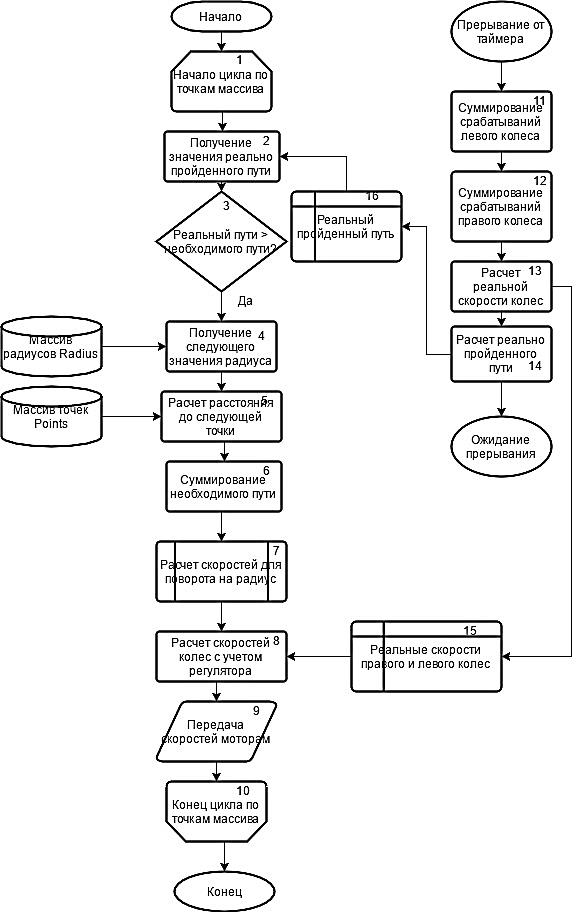 Начало
1
Начало цикла по
точкам массива
2
Получение
значения реально
пройденного пути
3
Реальный пути >
необходимого пути?
Да
4
Получение
следующего
значения радиуса
Массив
радиусов Radius
5
Расчет расстояния
до следующей
точки
Массив точек
Points
6
Суммирование
необходимого пути
7
Расчет скоростей для
поворота на радиус
8
Расчет скоростей
колес с учетом
регулятора
9
Передача
скоростей моторам
10
Конец цикла по
точкам массива
Конец
Прерывание от
таймера
11
Суммирование
срабатываний
левого колеса
12
Суммирование
срабатываний
правого колеса
13
Расчет
реальной
скорости колес
Расчет реально
пройденного
пути
14
Ожидание
прерывания
16
Реальный
пройденный путь
15
Реальные скорости
правого и левого колес